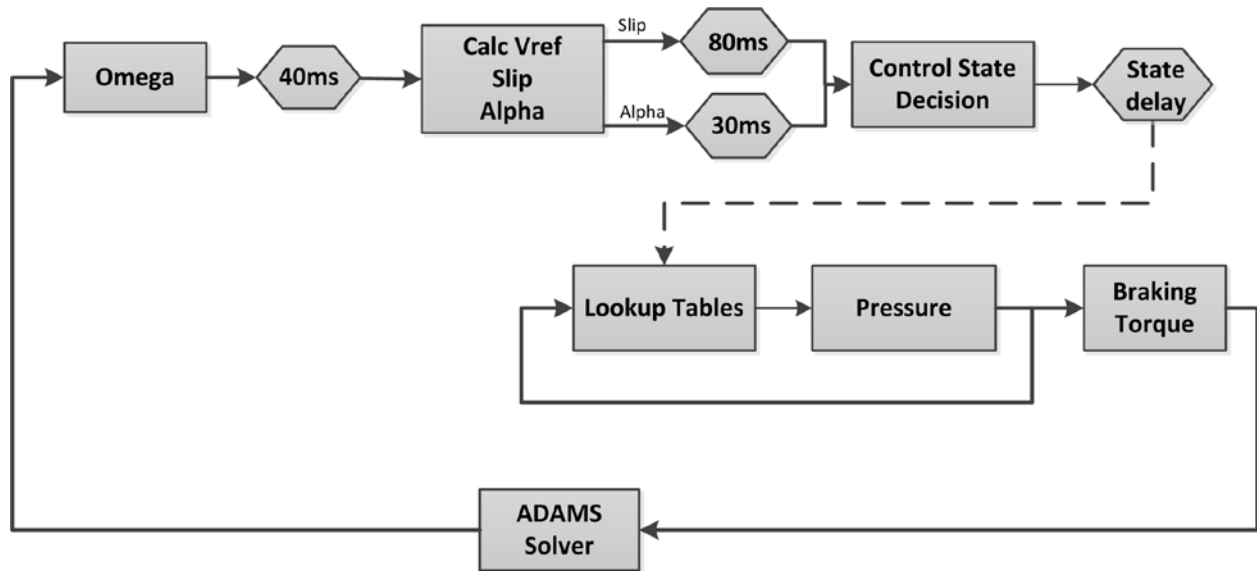 Omega
40ms
Calc Vref
Slip
Alpha
Slip
80ms
Alpha
30ms
Control State
Decision
State
delay
Lookup Tables
Pressure
Braking
Torque
ADAMS
Solver